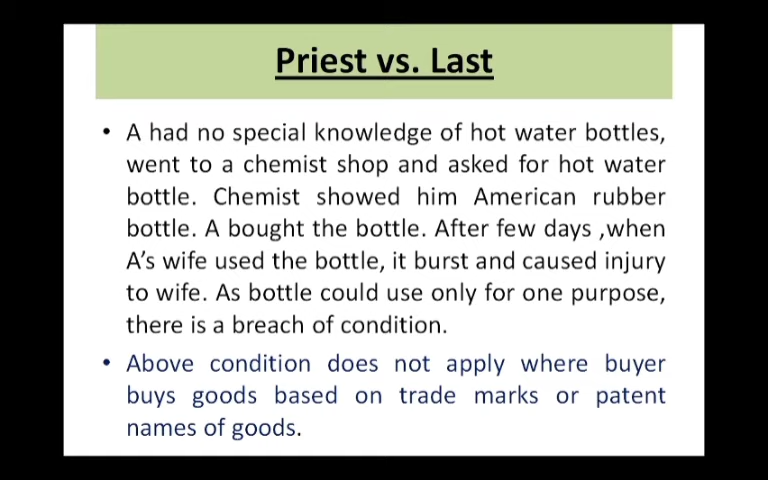 Priest vs. Last
• A had no special knowledge of hot water bottles,
went to a chemist shop and asked for hot water
bottle. Chemist showed him American rubber
bottle. A bought the bottle. After few days ,when
A's wife used the bottle, it burst and caused injury
to wife. As bottle could use only for one purpose,
there is a breach of condition.
• Above condition does not apply where buyer
buys goods based on trade marks or patent
names of goods.